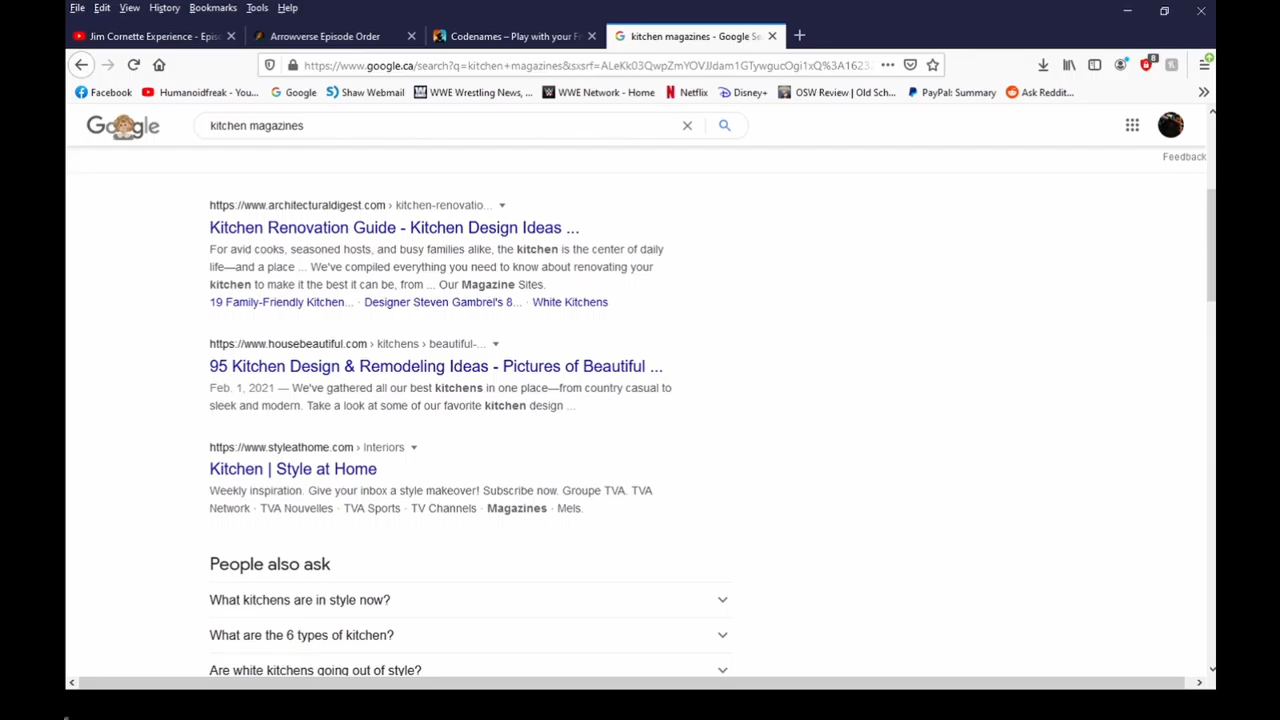 File Edit View History Bookmarks Tools Help
Jim Cornette Experience - Epis
Arrowverse Episode Order
Codenames – Play with your F
kitchen magazines - Google Se
https://www.google.ca/search?q=kitchen+magazines&sxsrf=ALeKk03QwpZmYOVJJdam1GTywgucOgi1xQ%3A16232
8
Facebook Humanoidfreak - You... Google Shaw Webmail WWE Wrestling News, ... WWE Network - Home Netflix Disney+ OSW Review | Old Sch... PayPal: Summary Ask Reddit...
Google
kitchen magazines
Feedback
https://www.architecturaldigest.com › kitchen-renovatio...
Kitchen Renovation Guide - Kitchen Design Ideas ...
For avid cooks, seasoned hosts, and busy families alike, the kitchen is the center of daily
life—and a place ... We've compiled everything you need to know about renovating your
kitchen to make it the best it can be, from ... Our Magazine Sites.
19 Family-Friendly Kitchen... · Designer Steven Gambrel's 8... · White Kitchens
https://www.housebeautiful.com › kitchens › beautiful-...
95 Kitchen Design & Remodeling Ideas - Pictures of Beautiful ...
Feb. 1, 2021 — We've gathered all our best kitchens in one place—from country casual to
sleek and modern. Take a look at some of our favorite kitchen design ...
https://www.styleathome.com › Interiors
Kitchen | Style at Home
Weekly inspiration. Give your inbox a style makeover! Subscribe now. Groupe TVA. TVA
Network · TVA Nouvelles · TVA Sports · TV Channels · Magazines · Mels.
People also ask
What kitchens are in style now?
What are the 6 types of kitchen?
Are white kitchens going out of style?